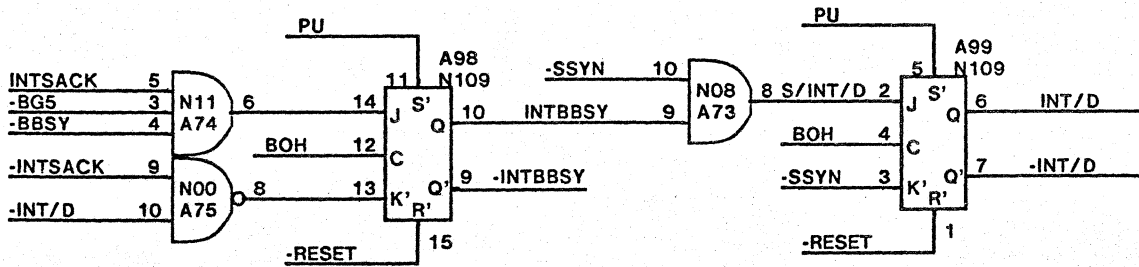 PU
A98
N109
INTSACK 5
-BG5 3
-BBSY 4
N11
A74
6
14
11
S'
J
Q
10
INTBBSY
9
BOH
12
C
-INTSACK 9
-INT/D 10
N00
A75
8
13
K'
R'
Q'
9
-INTBBSY
-RESET
15
-SSYN
10
N08
A73
8 S/INT/D 2
PU
A99
N109
5
S'
J
Q
6
INT/D
BOH
4
C
-SSYN
3
K'
R'
Q'
7
-INT/D
-RESET
1